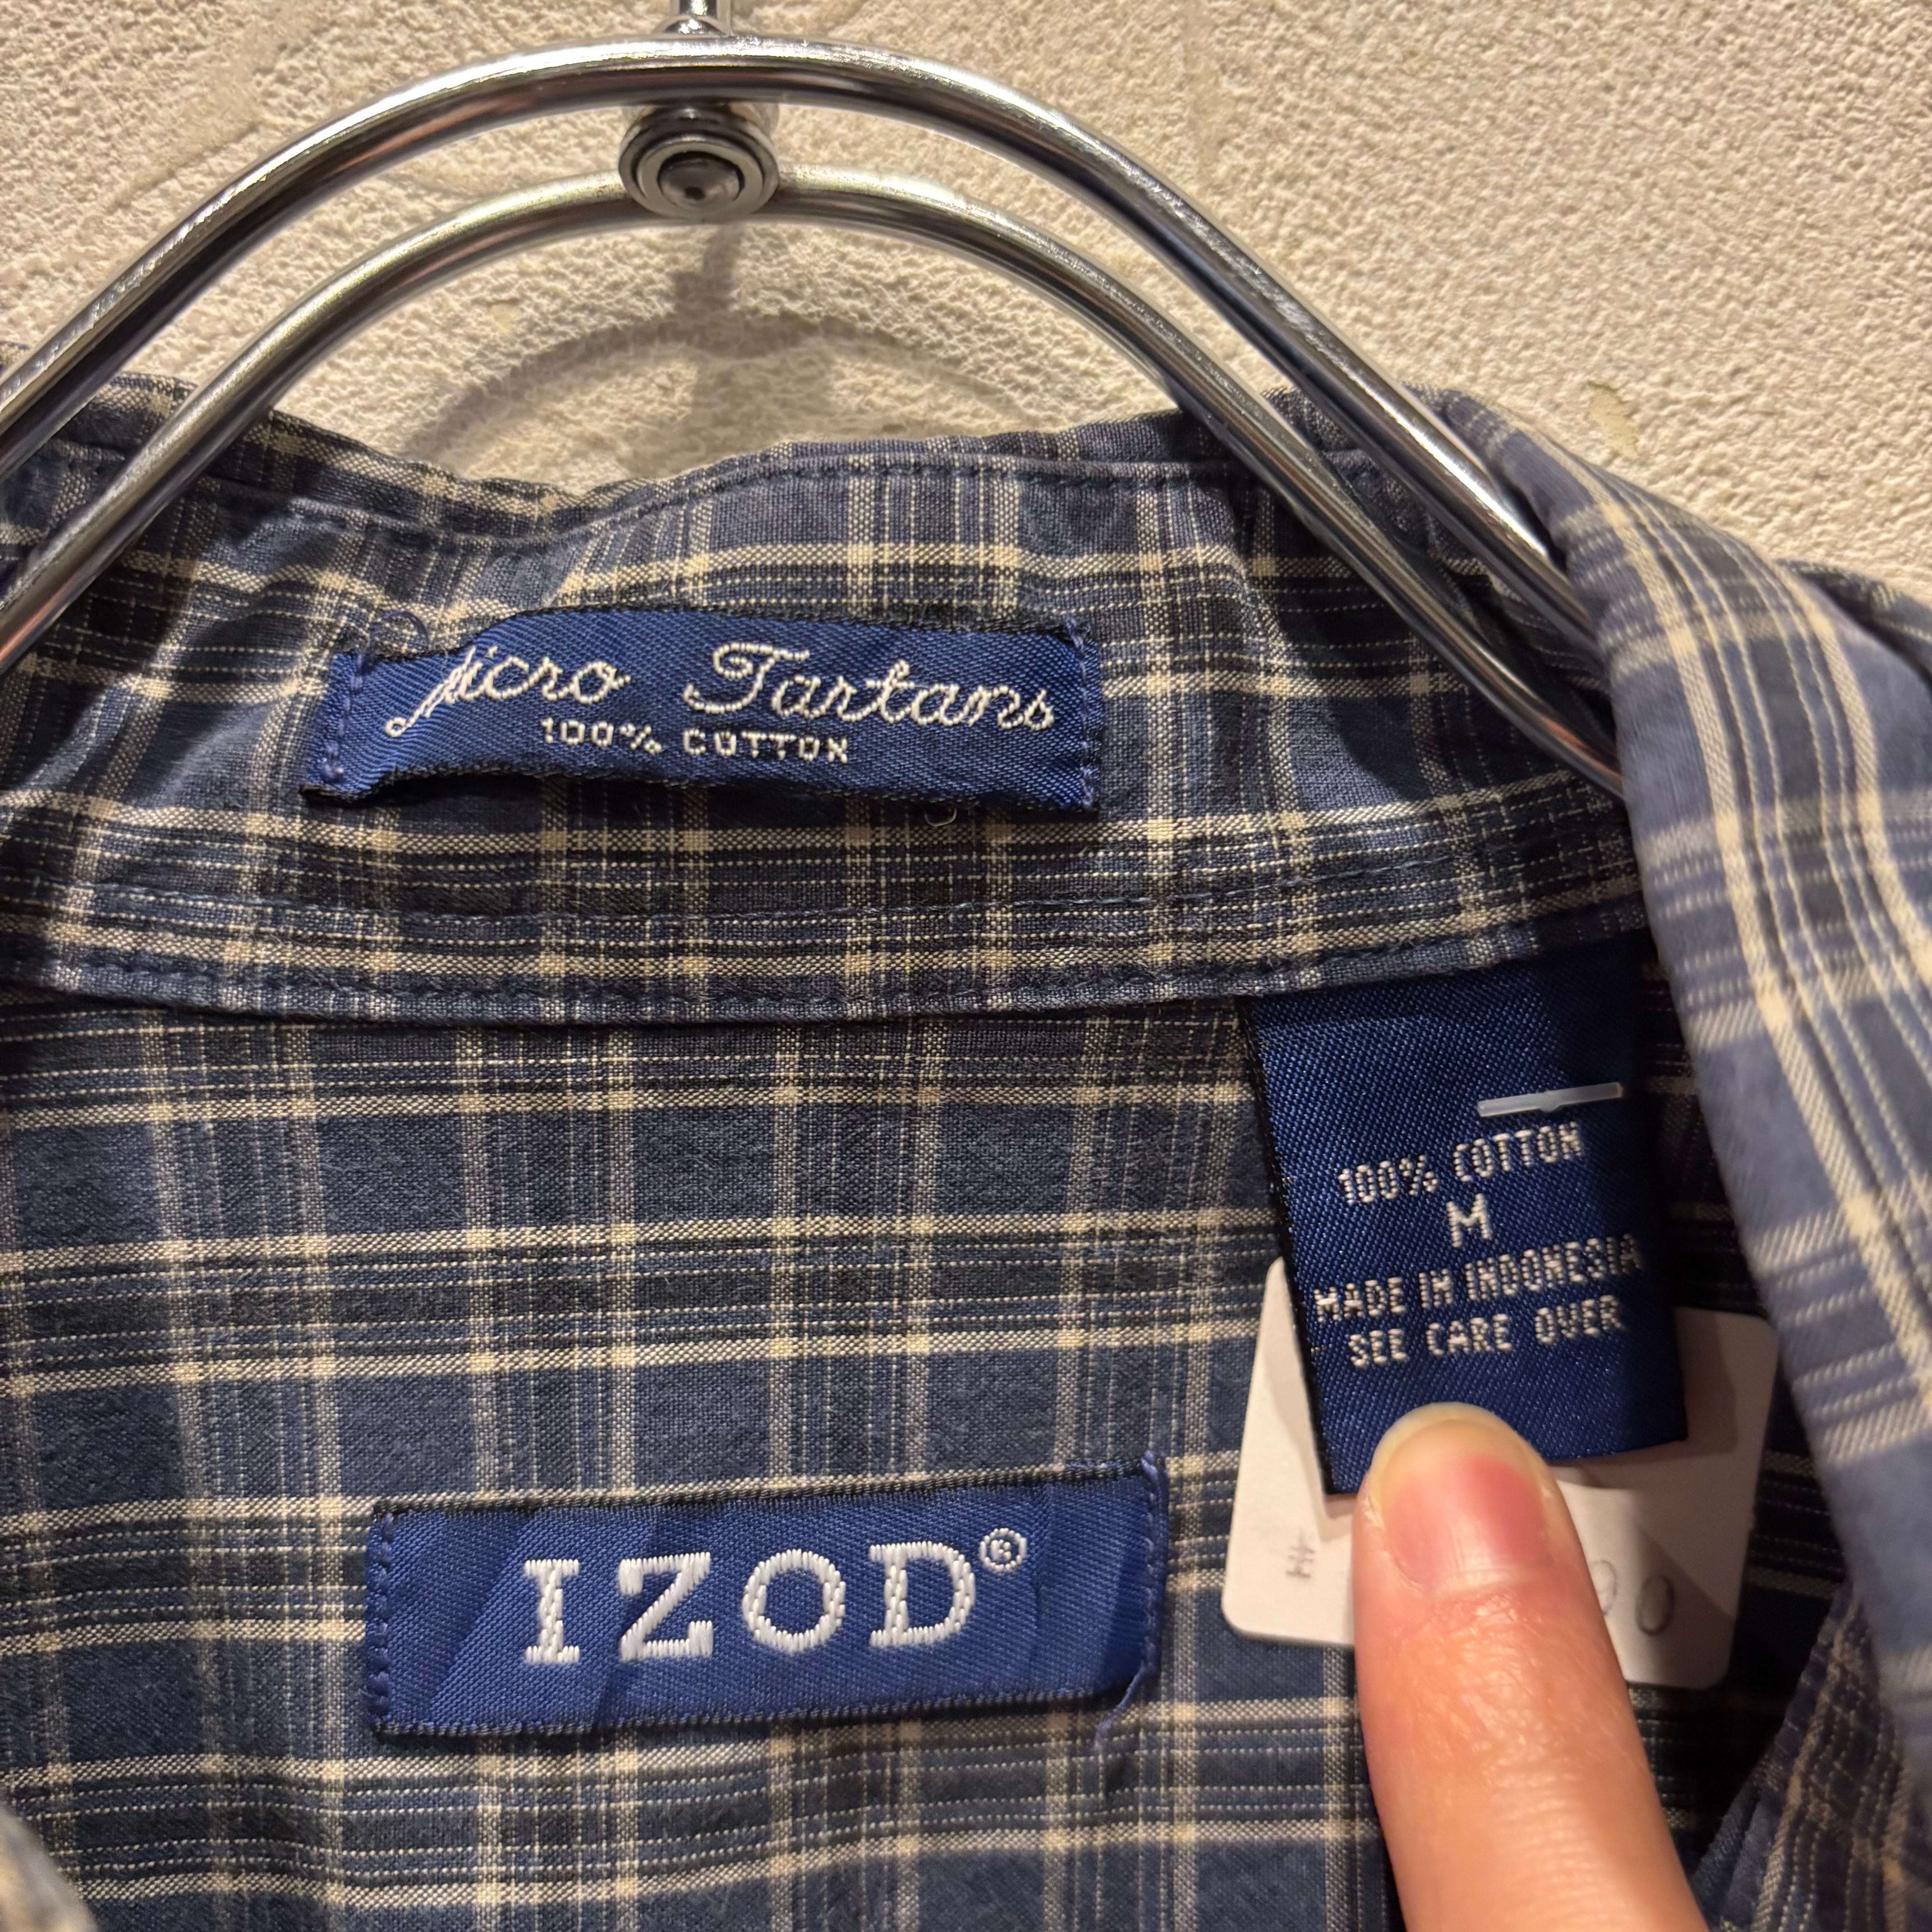 Micro Tartans
100% COTTON
100% COTTON
M
MADE IN INDONESIA
SEE CARE OVER
IZOD®